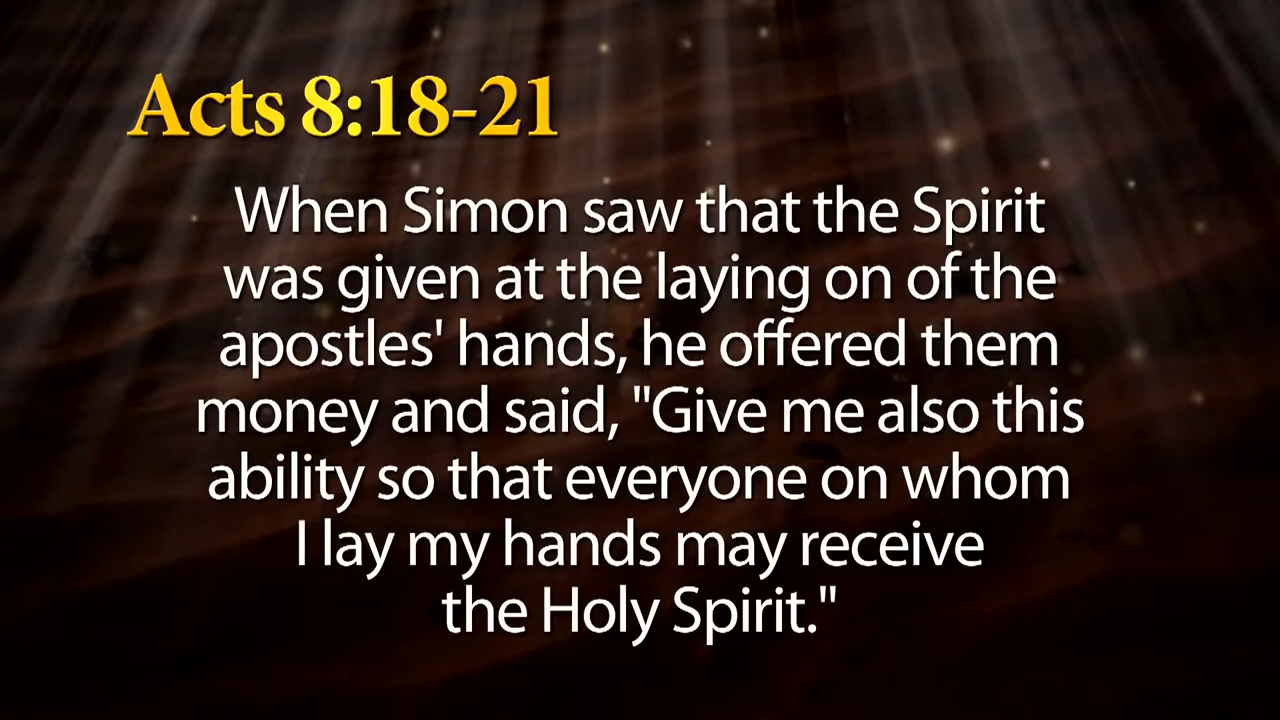 Acts 8:18-21
When Simon saw that the Spirit
was given at the laying on of the
apostles' hands, he offered them
money and said, "Give me also this
ability so that everyone on whom
I lay my hands may receive
the Holy Spirit."